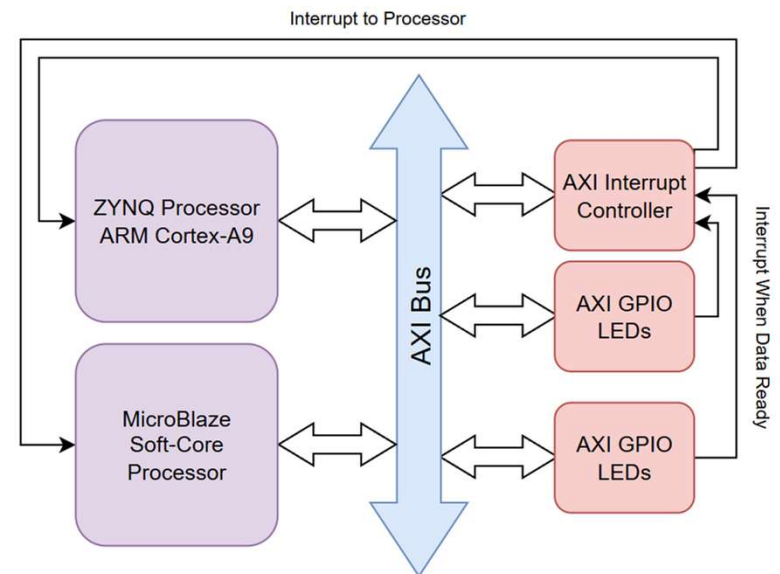 Interrupt to Processor
ZYNQ Processor
ARM Cortex-A9
MicroBlaze
Soft-Core
Processor
AXI Bus
AXI Interrupt
Controller
AXI GPIO
LEDs
AXI GPIO
LEDs
Interrupt When Data Ready